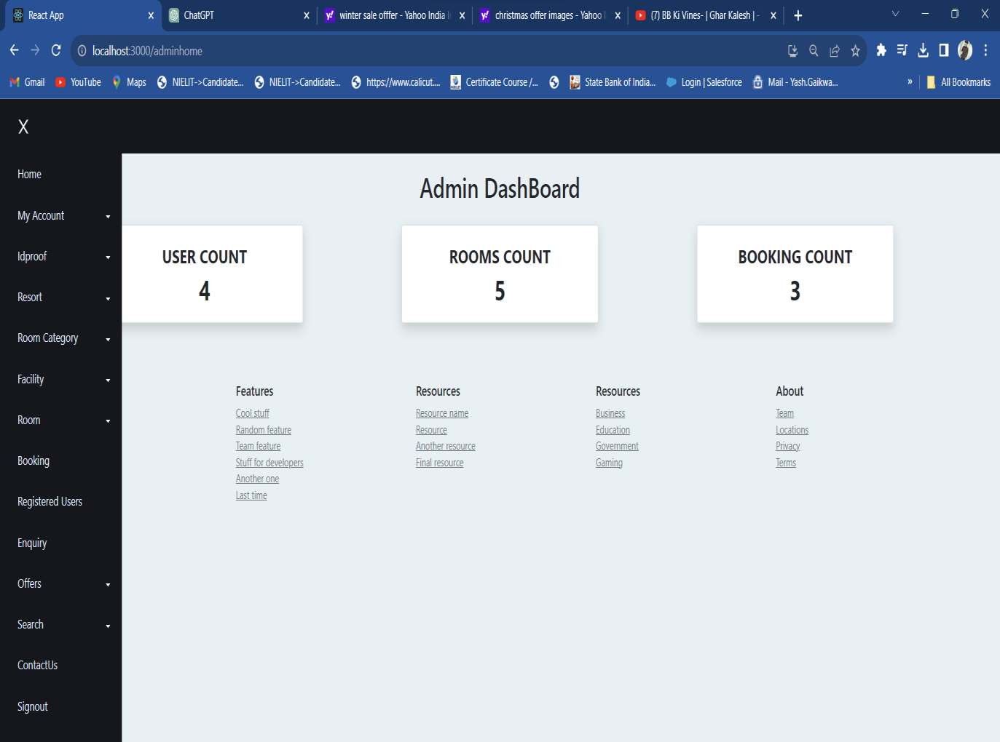 React App
ChatGPT
winter sale offfer - Yahoo India
christmas offer images - Yahoo
(7) BB Ki Vines- | Ghar Kalesh | -
localhost:3000/adminhome
Gmail
YouTube
Maps
NIELIT->Candidate...
NIELIT->Candidate...
https://www.calicut....
Certificate Course /...
State Bank of India...
Login | Salesforce
Mail - Yash.Gaikwa...
»
All Bookmarks
X
Home
My Account
Idproof
Resort
Room Category
Facility
Room
Booking
Registered Users
Enquiry
Offers
Search
ContactUs
Signout
Admin DashBoard
USER COUNT
4
ROOMS COUNT
5
BOOKING COUNT
3
Features
Cool stuff
Random feature
Team feature
Stuff for developers
Another one
Last time
Resources
Resource name
Resource
Another resource
Final resource
Resources
Business
Education
Government
Gaming
About
Team
Locations
Privacy
Terms